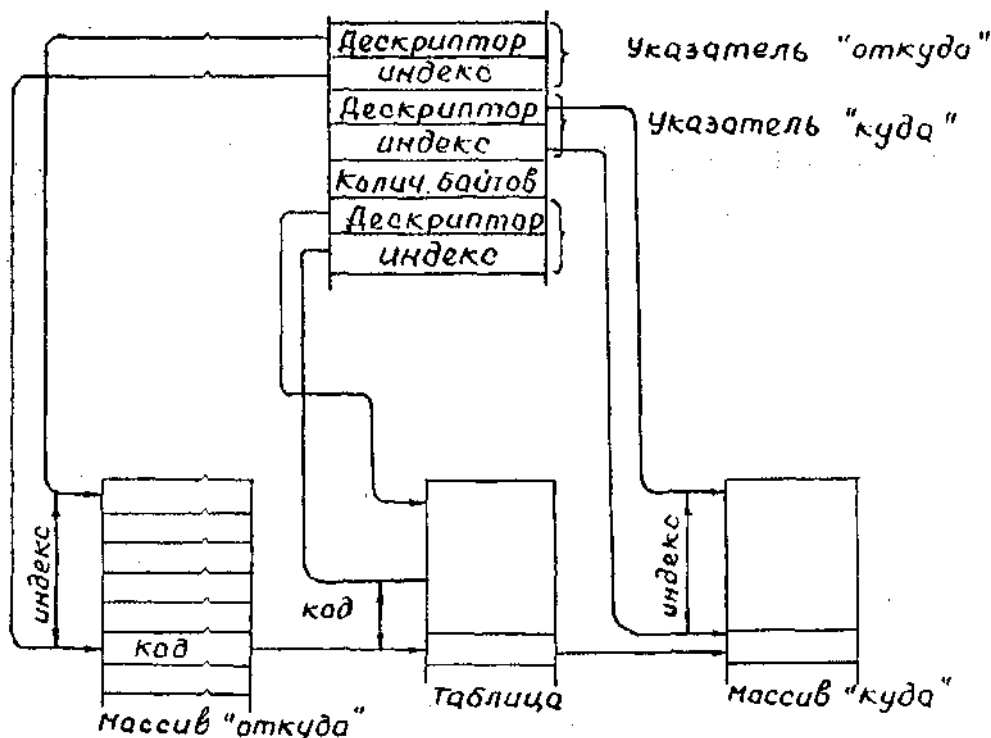 Дескриптор
индекс
Указатель "откуда"
Дескриптор
индекс
Указатель "куда"
Колич. байтов
Дескриптор
индекс
индекс
код
код
индекс
Массив "откуда"
Таблица
Массив "куда"